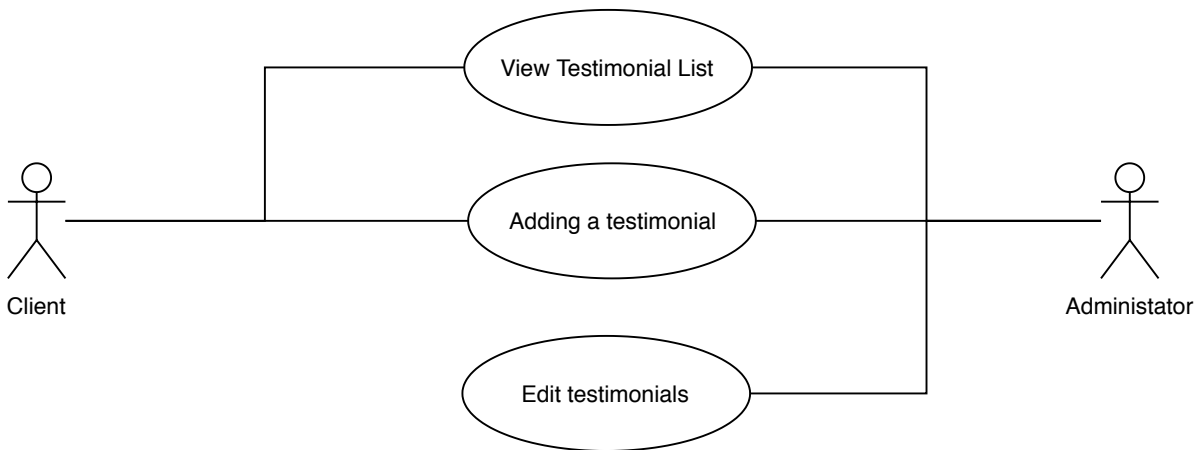 View Testimonial List
Adding a testimonial
Client
Administator
Edit testimonials